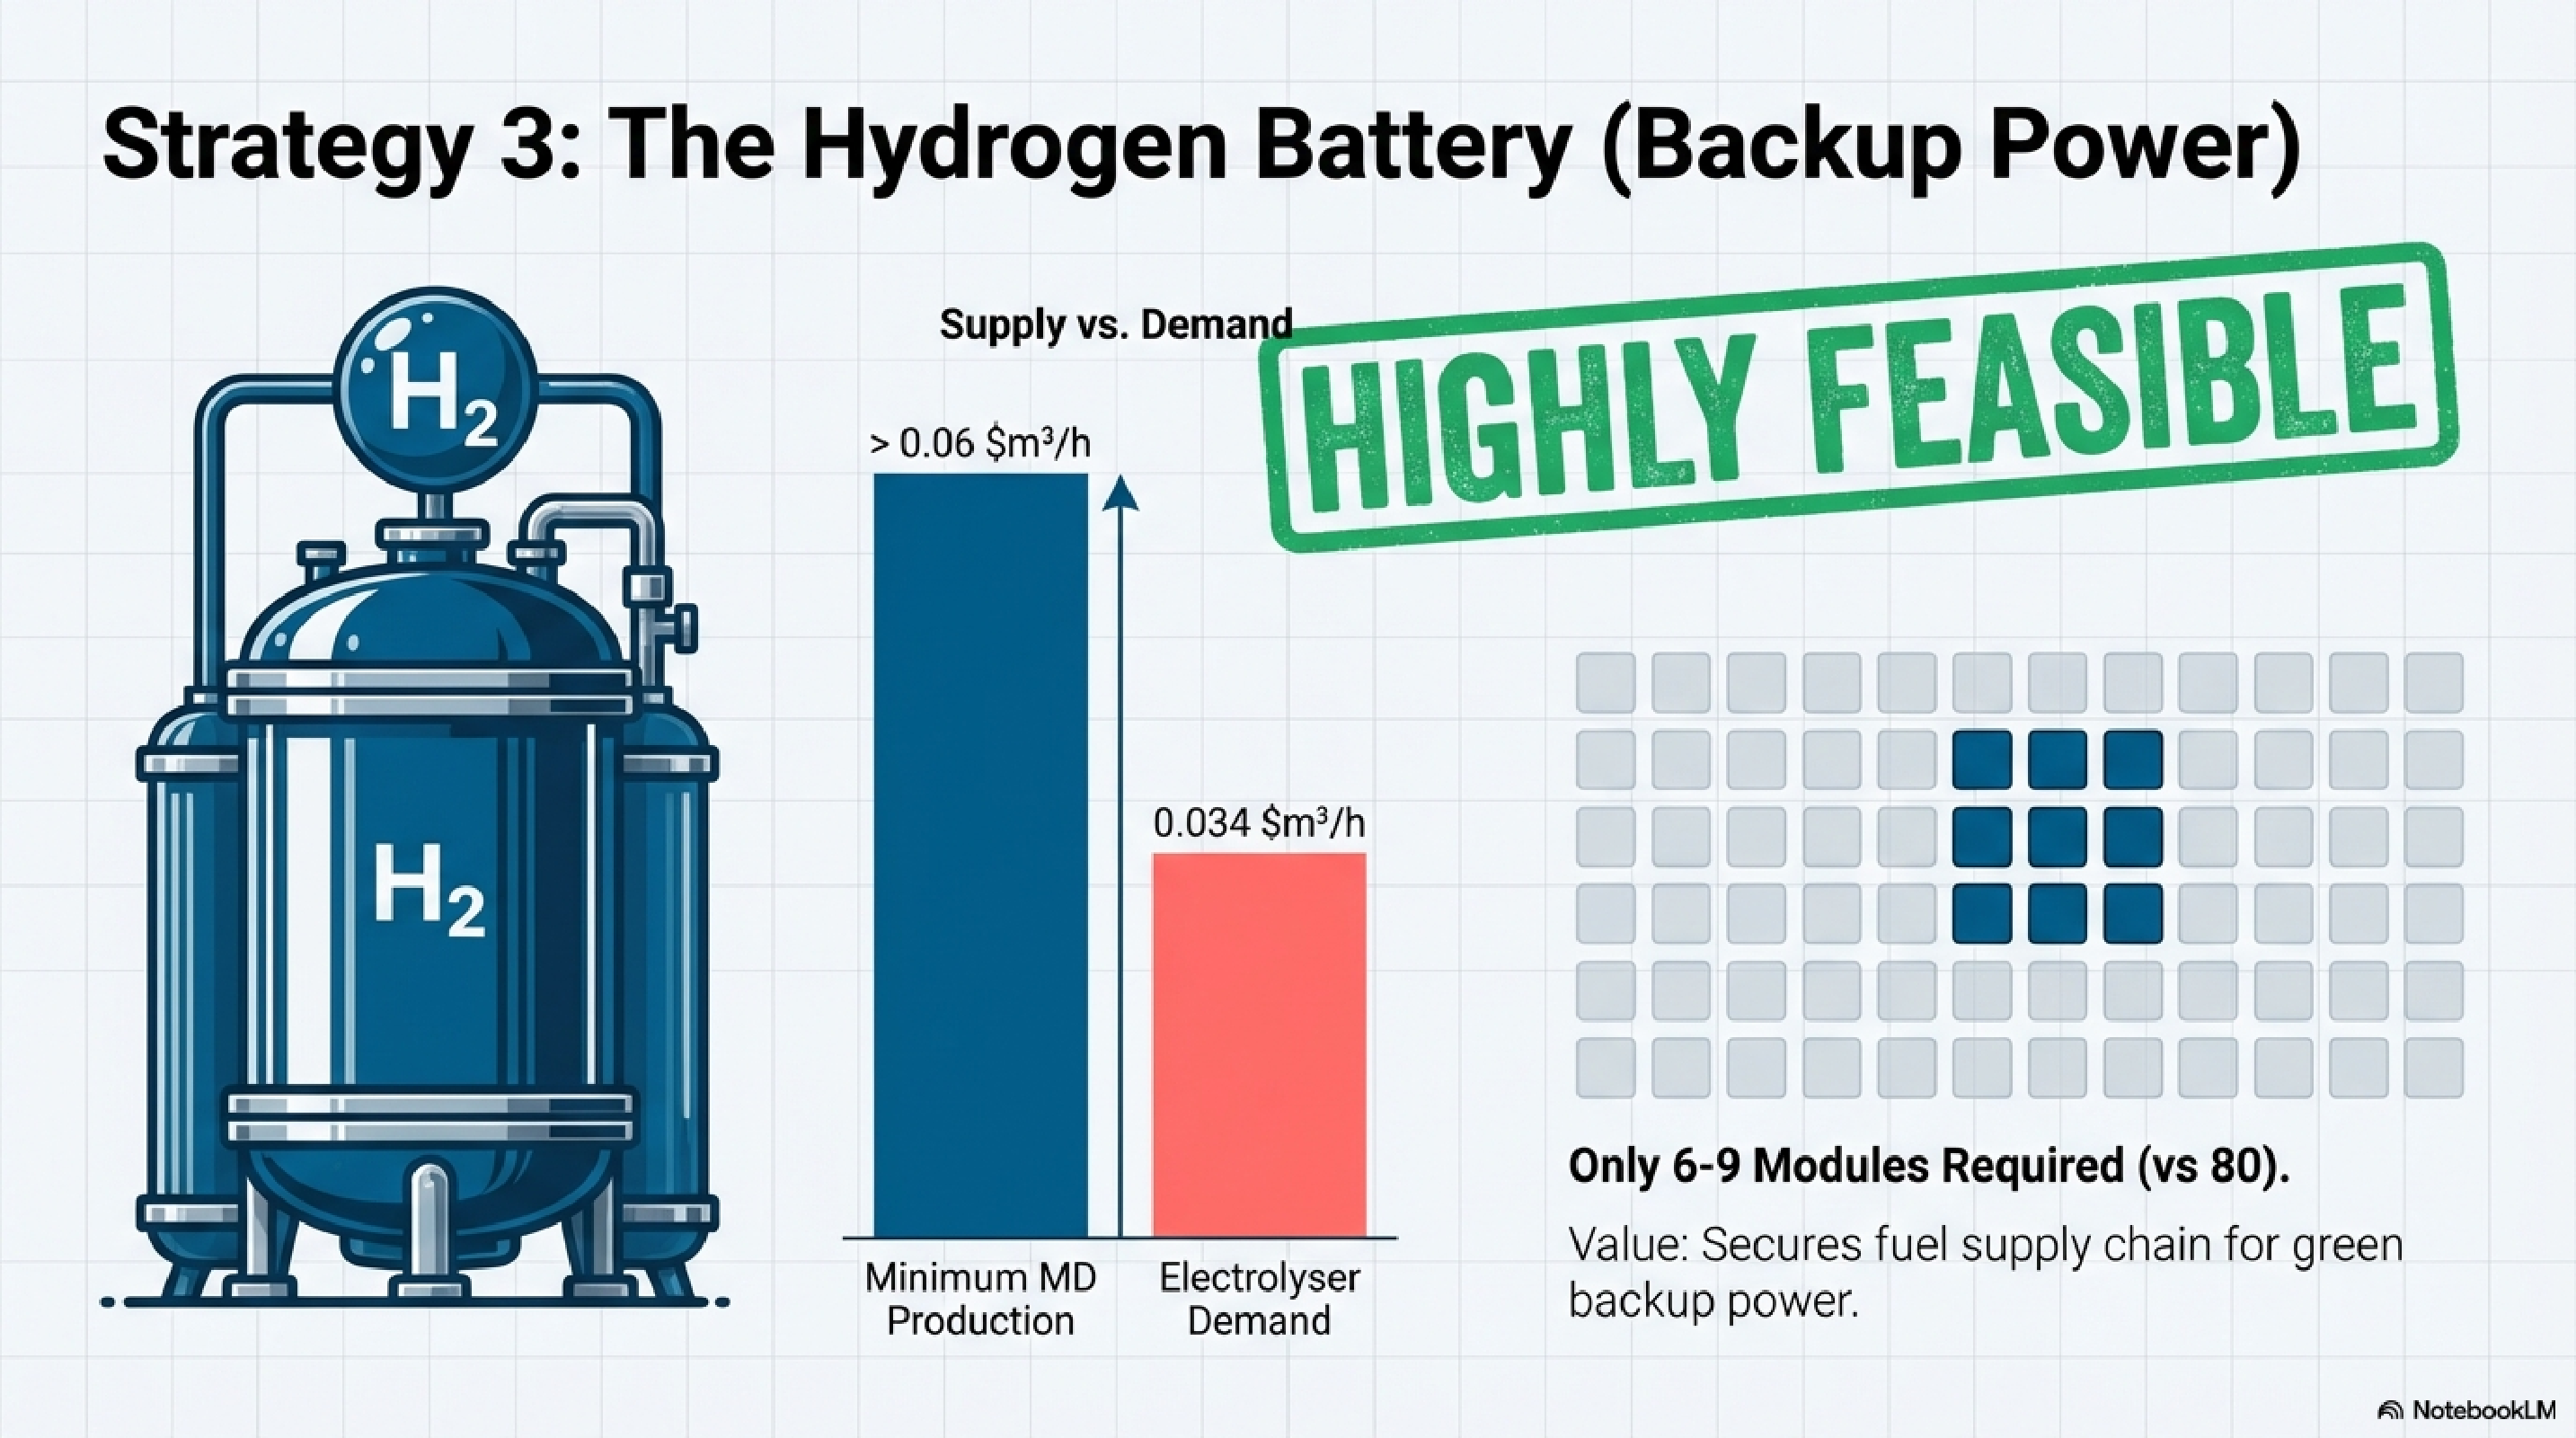 Strategy 3: The Hydrogen Battery (Backup Power)
H₂
H₂
Supply vs. Demand
> 0.06 $m³/h
0.034 $m³/h
Minimum MD
Production
Electrolyser
Demand
HIGHLY FEASIBLE
Only 6-9 Modules Required (vs 80).
Value: Secures fuel supply chain for green
backup power.
NotebookLM